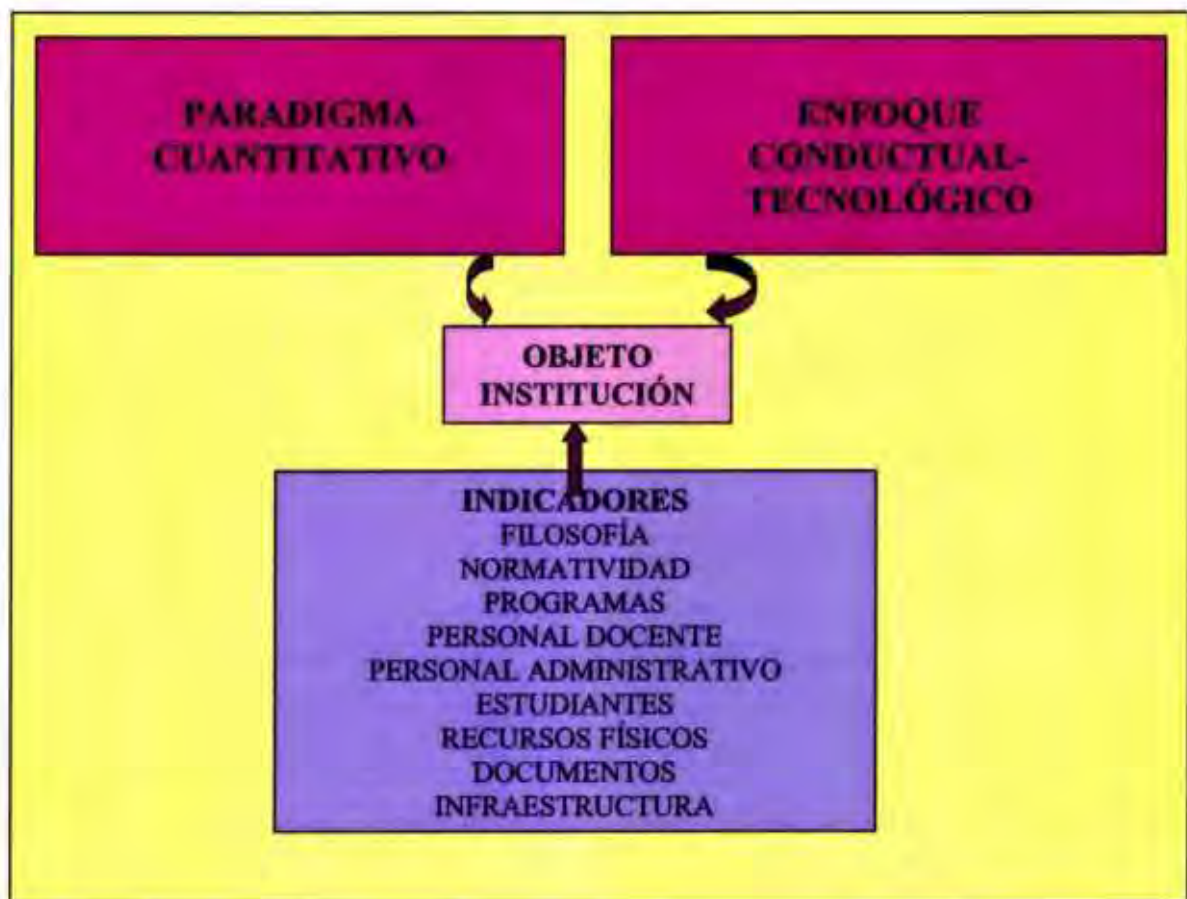 PARADIGMA
CUANTITATIVO
ENFOQUE
CONDUCTUAL-
TECNOLÓGICO
OBJETO
INSTITUCIÓN
INDICADORES
FILOSOFÍA
NORMATIVIDAD
PROGRAMAS
PERSONAL DOCENTE
PERSONAL ADMINISTRATIVO
ESTUDIANTES
RECURSOS FÍSICOS
DOCUMENTOS
INFRAESTRUCTURA